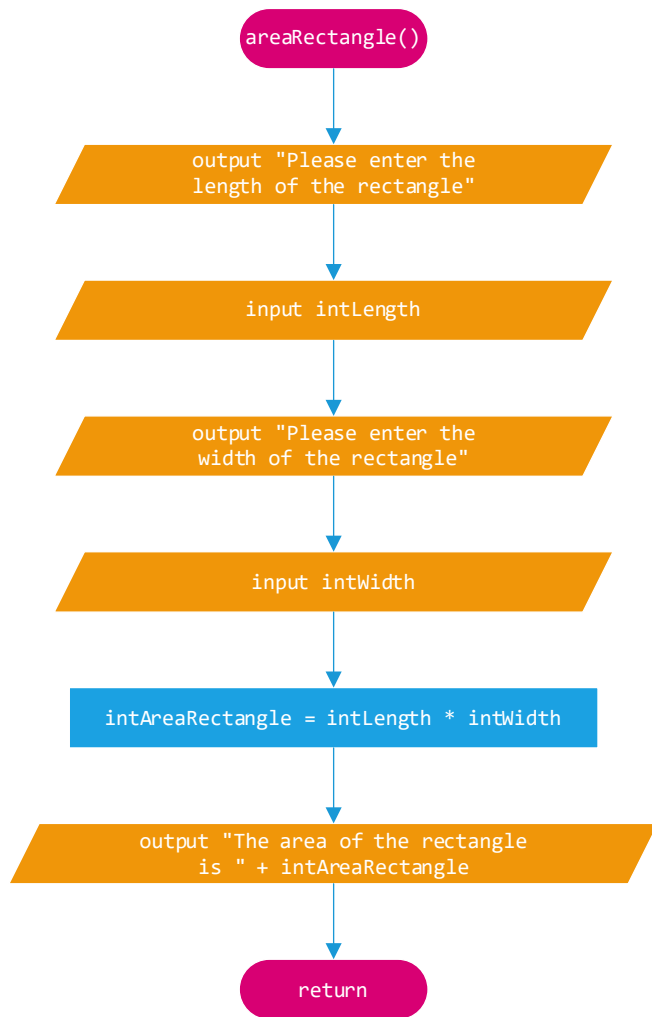 areaRectangle()
output "Please enter the
length of the rectangle"
input intLength
output "Please enter the
width of the rectangle"
input intWidth
intAreaRectangle = intLength * intWidth
output "The area of the rectangle
is " + intAreaRectangle
return